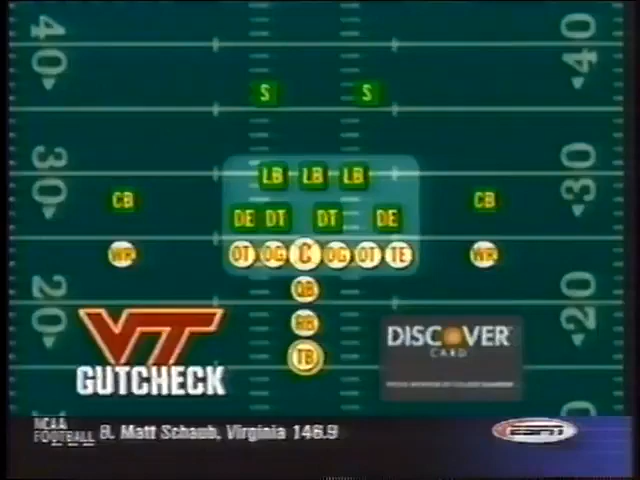 40 40
S S
30 LB LB LB 30
CB CB
DE DT DT DE
WR OT OG C OG OT TE WR
QB
20 20
RB
VT DISCOVER
CARD
TB
GUTCHECK
NCAA
FOOTBALL 8. Matt Schaub, Virginia 146.9 ESPN